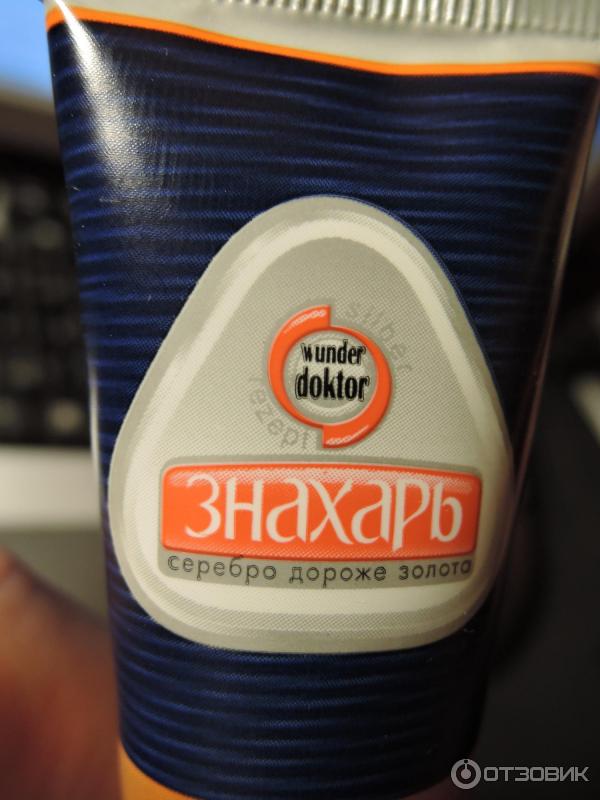 silber
wunder
doktor
rezept
ЗНАХАРЬ
серебро дороже золота
ОТЗОВИК